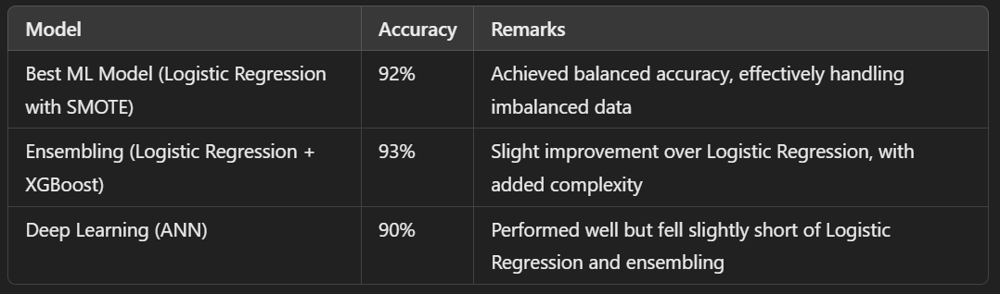 Model Accuracy Remarks
Best ML Model (Logistic Regression with SMOTE) 92% Achieved balanced accuracy, effectively handling imbalanced data
Ensembling (Logistic Regression + XGBoost) 93% Slight improvement over Logistic Regression, with added complexity
Deep Learning (ANN) 90% Performed well but fell slightly short of Logistic Regression and ensembling